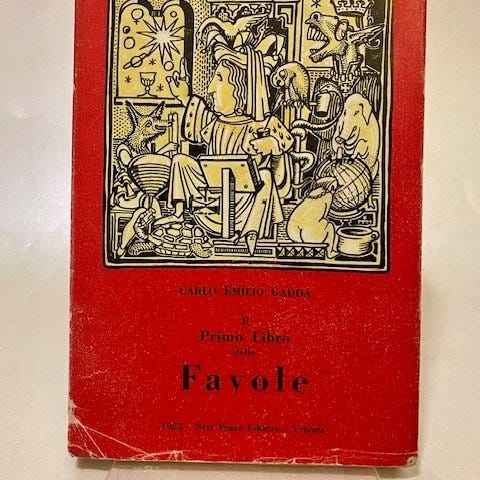 CARLO EMILIO GADDA
Il
Primo Libro
delle
Favole
1952 - Neri Pozza Editore - Venezia